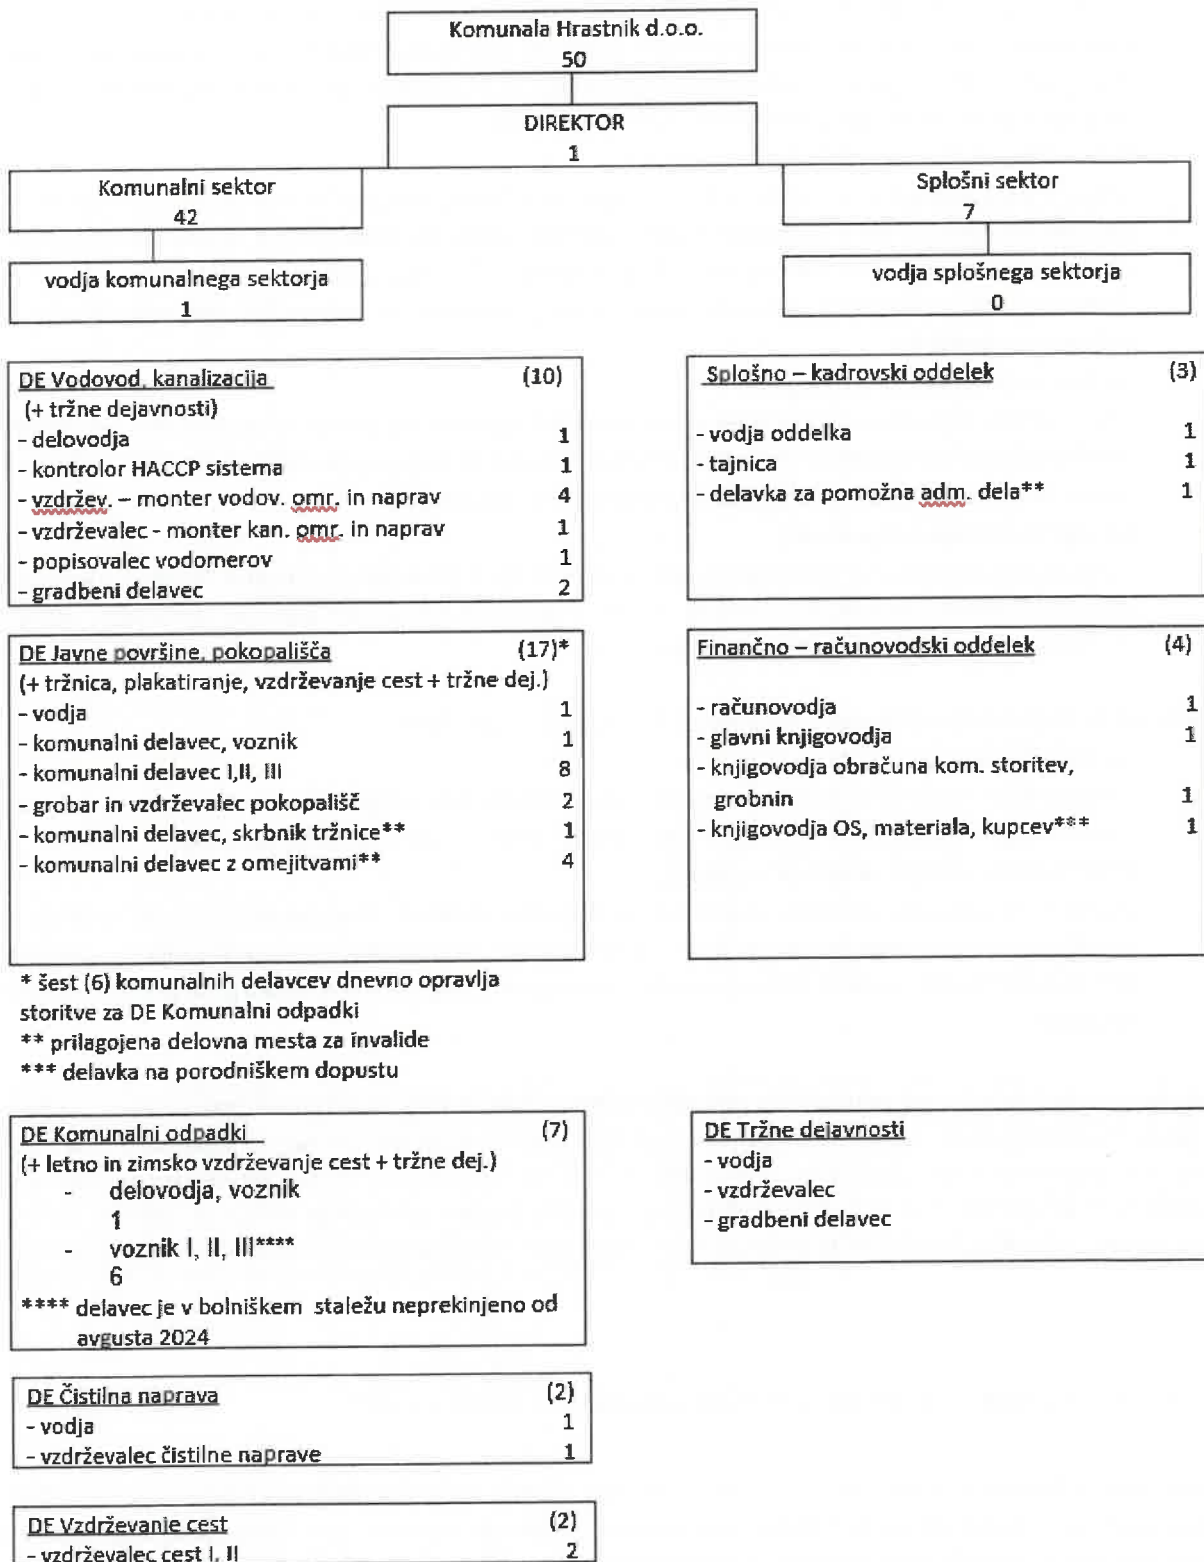 Komunala Hrastnik d.o.o.
50
DIREKTOR
1
Komunalni sektor
42
Splošni sektor
7
vodja komunalnega sektorja
1
vodja splošnega sektorja
0
DE Vodovod, kanalizacija (10)
(+ tržne dejavnosti)
- delovodja 1
- kontrolor HACCP sistema 1
- vzdržev. – monter vodov. omr. in naprav 4
- vzdrževalec - monter kan. omr. in naprav 1
- popisovalec vodomerov 1
- gradbeni delavec 2
Splošno – kadrovski oddelek (3)
- vodja oddelka 1
- tajnica 1
- delavka za pomožna adm. dela** 1
DE Javne površine, pokopališča (17)*
(+ tržnica, plakatiranje, vzdrževanje cest + tržne dej.)
- vodja 1
- komunalni delavec, voznik 1
- komunalni delavec I,II, III 8
- grobar in vzdrževalec pokopališč 2
- komunalni delavec, skrbnik tržnice** 1
- komunalni delavec z omejitvami** 4
Finančno – računovodski oddelek (4)
- računovodja 1
- glavni knjigovodja 1
- knjigovodja obračuna kom. storitev,
grobnin 1
- knjigovodja OS, materiala, kupcev*** 1
* šest (6) komunalnih delavcev dnevno opravlja
storitve za DE Komunalni odpadki
** prilagojena delovna mesta za invalide
*** delavka na porodniškem dopustu
DE Komunalni odpadki (7)
(+ letno in zimsko vzdrževanje cest + tržne dej.)
- delovodja, voznik
1
- voznik I, II, III****
6
**** delavec je v bolniškem staležu neprekinjeno od
avgusta 2024
DE Tržne dejavnosti
- vodja
- vzdrževalec
- gradbeni delavec
DE Čistilna naprava (2)
- vodja 1
- vzdrževalec čistilne naprave 1
DE Vzdrževanje cest (2)
- vzdrževalec cest I, II 2